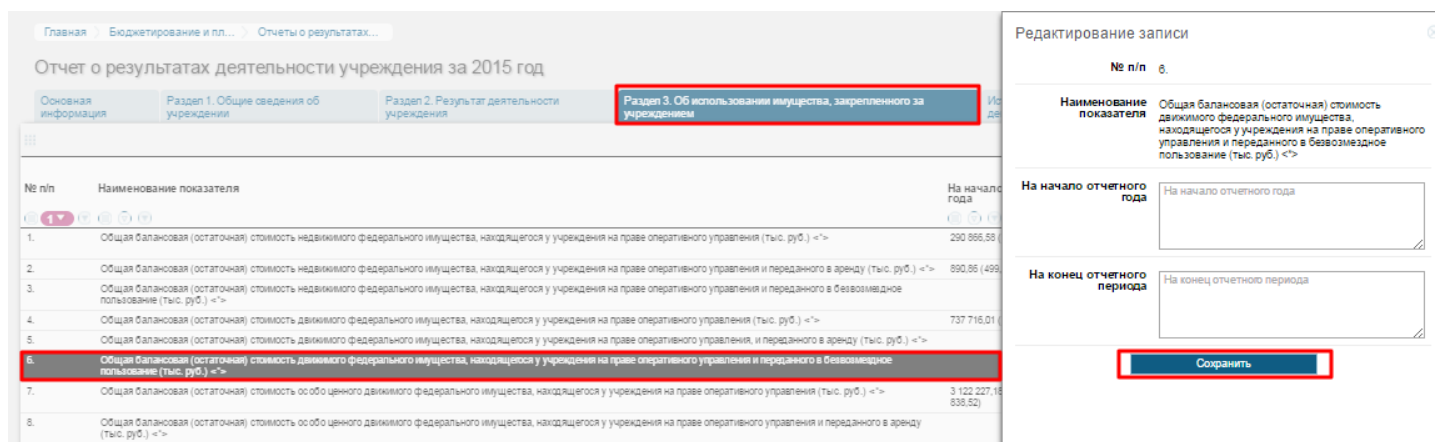 Главная
Бюджетирование и пл...
Отчеты о результатах...
Отчет о результатах деятельности учреждения за 2015 год
Основная
информация
Раздел 1. Общие сведения об
учреждении
Раздел 2. Результат деятельности
учреждения
Раздел 3. Об использовании имущества, закрепленного за
учреждением
№ п/п
Наименование показателя
На начало
года
1
1.
Общая балансовая (остаточная) стоимость недвижимого федерального имущества, находящегося у учреждения на праве оперативного управления (тыс. руб.) <*>
290 866,58 (
2.
Общая балансовая (остаточная) стоимость недвижимого федерального имущества, находящегося у учреждения на праве оперативного управления и переданного в аренду (тыс. руб.) <*>
890,86 (499,
3.
Общая балансовая (остаточная) стоимость недвижимого федерального имущества, находящегося у учреждения на праве оперативного управления и переданного в безвозмездное
пользование (тыс. руб.) <*>
4.
Общая балансовая (остаточная) стоимость движимого федерального имущества, находящегося у учреждения на праве оперативного управления (тыс. руб.) <*>
737 716,01 (
5.
Общая балансовая (остаточная) стоимость движимого федерального имущества, находящегося у учреждения на праве оперативного управления, и переданного в аренду (тыс. руб.) <*>
6.
Общая балансовая (остаточная) стоимость движимого федерального имущества, находящегося у учреждения на праве оперативного управления и переданного в безвозмездное
пользование (тыс. руб.) <*>
7.
Общая балансовая (остаточная) стоимость особо ценного движимого федерального имущества, находящегося у учреждения на праве оперативного управления (тыс. руб.) <*>
3 122 227,15
838,52)
8.
Общая балансовая (остаточная) стоимость особо ценного движимого федерального имущества, находящегося у учреждения на праве оперативного управления и переданного в аренду
(тыс. руб.) <*>
Редактирование записи
№ п/п
6.
Наименование
показателя
Общая балансовая (остаточная) стоимость
движимого федерального имущества,
находящегося у учреждения на праве оперативного
управления и переданного в безвозмездное
пользование (тыс. руб.) <*>
На начало отчетного
года
На начало отчетного года
На конец отчетного
периода
На конец отчетного периода
Сохранить